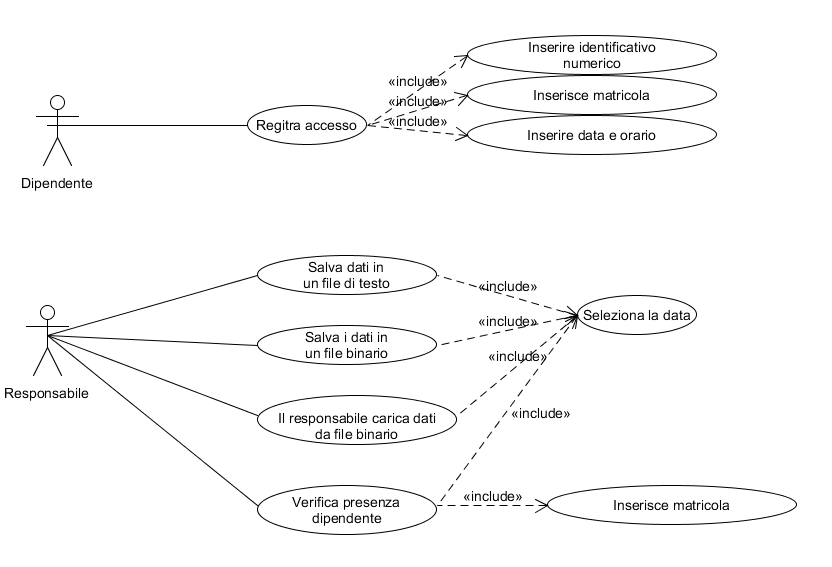 Inserire identificativo
numerico
«include»
Inserisce matricola
«include»
«include»
Regitra accesso
Inserire data e orario
Dipendente
Salva dati in
un file di testo
«include»
Seleziona la data
«include»
Salva i dati in
un file binario
«include»
Responsabile
Il responsabile carica dati
da file binario
«include»
Verifica presenza
dipendente
«include»
Inserisce matricola